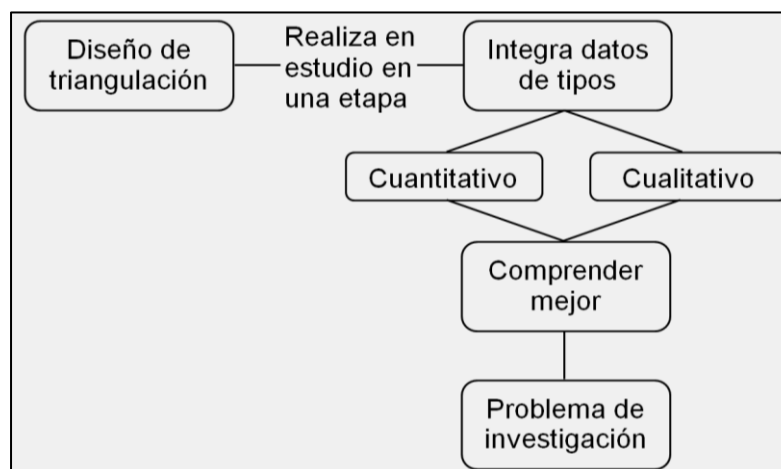 Diseño de
triangulación
Realiza en
estudio en
una etapa
Integra datos
de tipos
Cuantitativo
Cualitativo
Comprender
mejor
Problema de
investigación